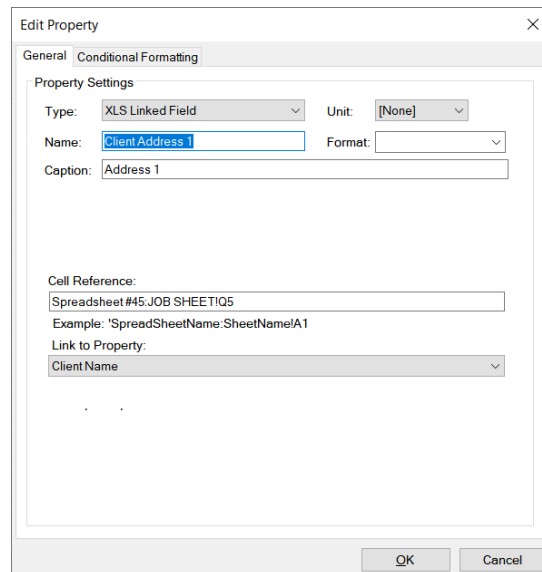 Edit Property
General Conditional Formatting
Property Settings
Type: XLS Linked Field Unit: [None]
Name: Client Address 1 Format:
Caption: Address 1
Cell Reference:
Spreadsheet #45:JOB SHEET!Q5
Example: 'SpreadSheetName:SheetName!A1
Link to Property:
Client Name
OK Cancel